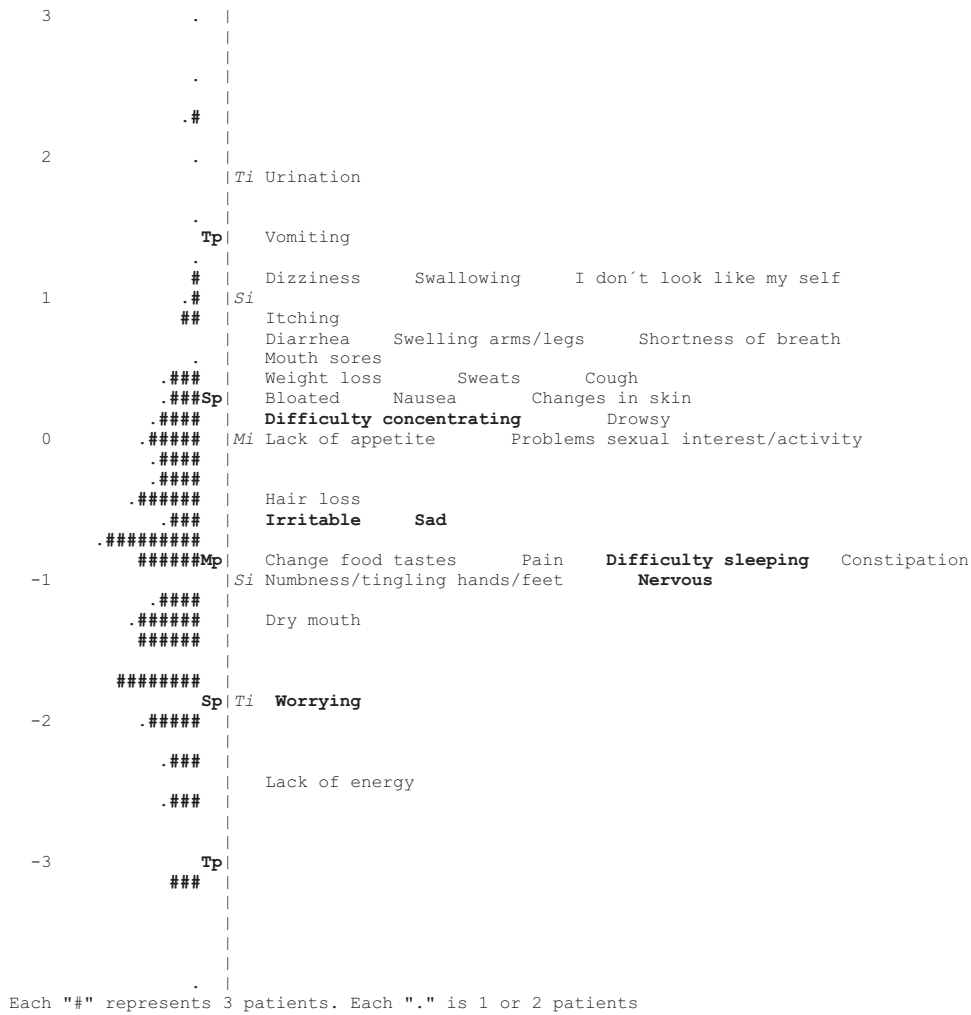 3 . |
|
|
. |
|
.# |
|
2 . |
|Ti Urination
|
. |
Tp| Vomiting
. |
# | Dizziness Swallowing I don´t look like my self
1 .# |Si
## | Itching
| Diarrhea Swelling arms/legs Shortness of breath
. | Mouth sores
.### | Weight loss Sweats Cough
.###Sp| Bloated Nausea Changes in skin
.#### | Difficulty concentrating Drowsy
0 .##### |Mi Lack of appetite Problems sexual interest/activity
.#### |
.#### |
.###### | Hair loss
.### | Irritable Sad
.######### |
######Mp| Change food tastes Pain Difficulty sleeping Constipation
-1 |Si Numbness/tingling hands/feet Nervous
.#### |
.###### | Dry mouth
###### |
|
######## |
Sp|Ti Worrying
-2 .##### |
|
.### |
| Lack of energy
.### |
|
|
-3 Tp|
### |
|
|
|
|
. |
Each "#" represents 3 patients. Each "." is 1 or 2 patients